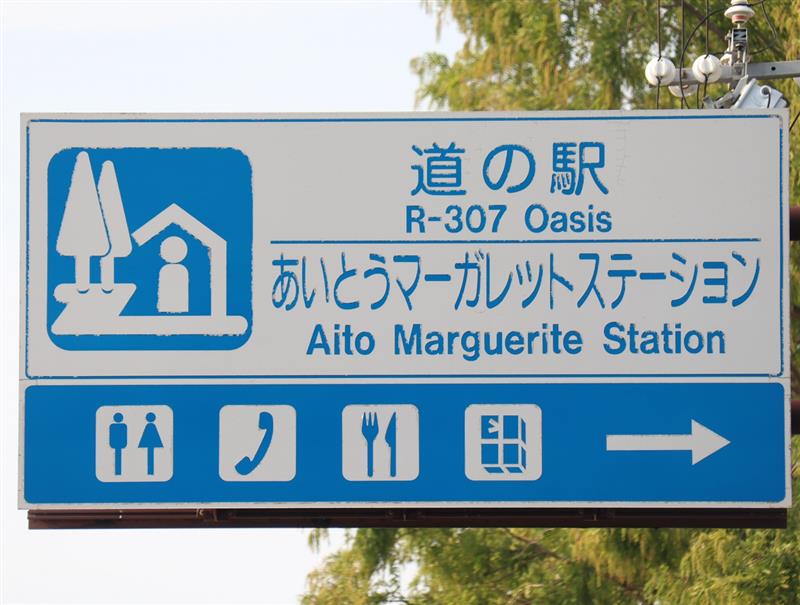 道の駅
R-307 Oasis
あいとうマーガレットステーション
Aito Marguerite Station